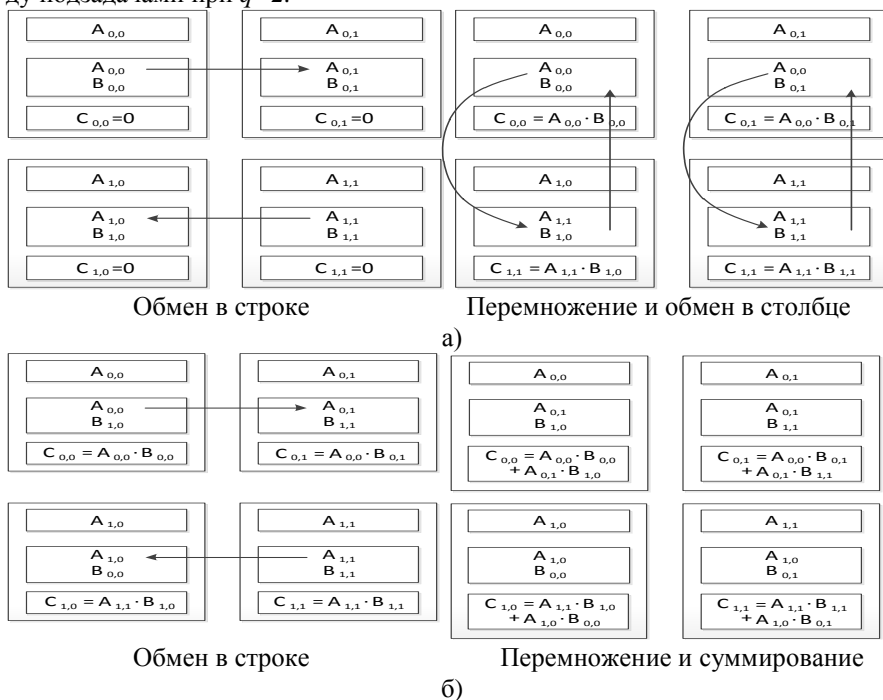 ду подзадачами при q=2.
A 0,0
A 0,1
A 0,0
A 0,1
A 0,0
B 0,0
A 0,1
B 0,1
A 0,0
B 0,0
A 0,0
B 0,1
C 0,0 =0
C 0,1 =0
C 0,0 = A 0,0 · B 0,0
C 0,1 = A 0,0 · B 0,1
A 1,0
A 1,1
A 1,0
A 1,1
A 1,0
B 1,0
A 1,1
B 1,1
A 1,1
B 1,0
A 1,1
B 1,1
C 1,0 =0
C 1,1 =0
C 1,1 = A 1,1 · B 1,0
C 1,1 = A 1,1 · B 1,1
Обмен в строке
Перемножение и обмен в столбце
а)
A 0,0
A 0,1
A 0,0
A 0,1
A 0,0
B 1,0
A 0,1
B 1,1
A 0,1
B 1,0
A 0,1
B 1,1
C 0,0 = A 0,0 · B 0,0
C 0,1 = A 0,0 · B 0,1
C 0,0 = A 0,0 · B 0,0
+ A 0,1 · B 1,0
C 0,1 = A 0,0 · B 0,1
+ A 0,1 · B 1,1
A 1,0
A 1,1
A 1,0
A 1,1
A 1,0
B 0,0
A 1,1
B 1,1
A 1,0
B 0,0
A 1,0
B 0,1
C 1,0 = A 1,1 · B 1,0
C 1,1 = A 1,1 · B 1,1
C 1,0 = A 1,1 · B 1,0
+ A 1,0 · B 0,0
C 1,1 = A 1,1 · B 1,1
+ A 1,0 · B 0,1
Обмен в строке
Перемножение и суммирование
б)